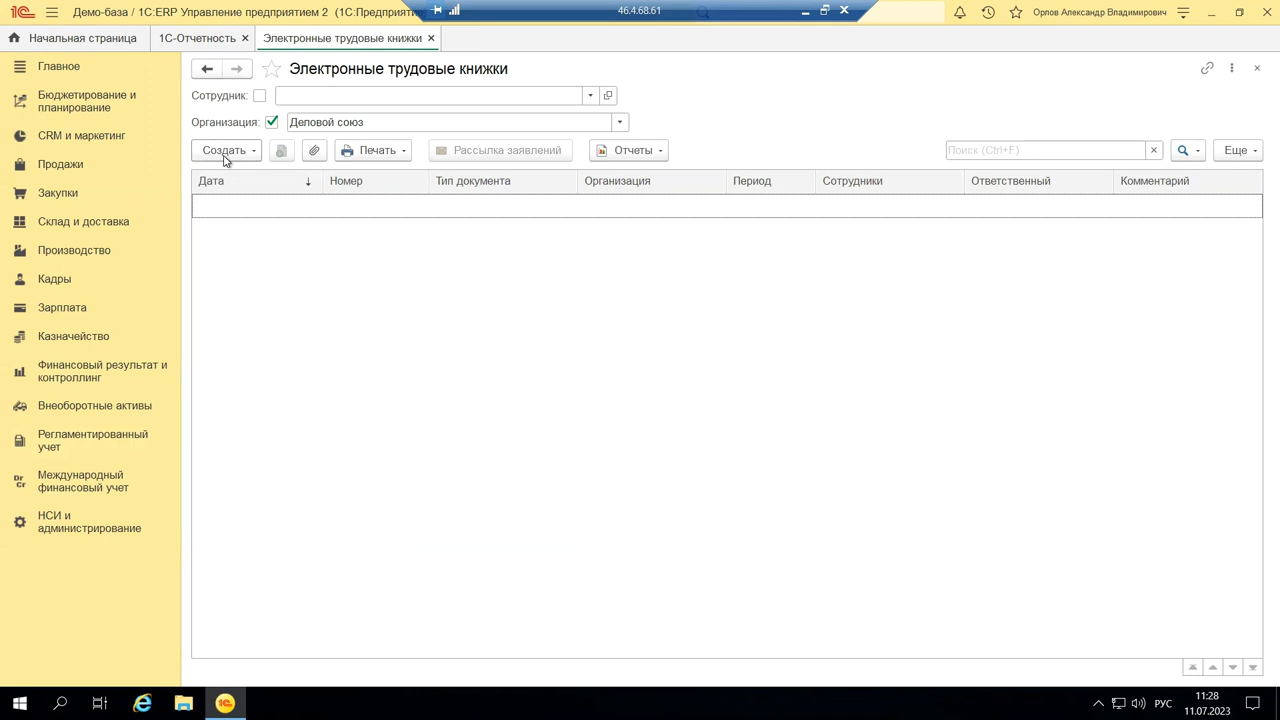 Демо-база / 1С:ERP Управление предприятием 2 (1С:Предприяти
46.4.68.61
Орлов Александр Владимирович
Начальная страница
1С-Отчетность
Электронные трудовые книжки
Главное
Бюджетирование и
планирование
CRM и маркетинг
Продажи
Закупки
Склад и доставка
Производство
Кадры
Зарплата
Казначейство
Финансовый результат и
контроллинг
Внеоборотные активы
Регламентированный
учет
Международный
финансовый учет
НСИ и
администрирование
Электронные трудовые книжки
Сотрудник:
Организация: Деловой союз
Создать Печать Рассылка заявлений Отчеты Поиск (Ctrl+F) Еще
Дата Номер Тип документа Организация Период Сотрудники Ответственный Комментарий
РУС
11:28
11.07.2023